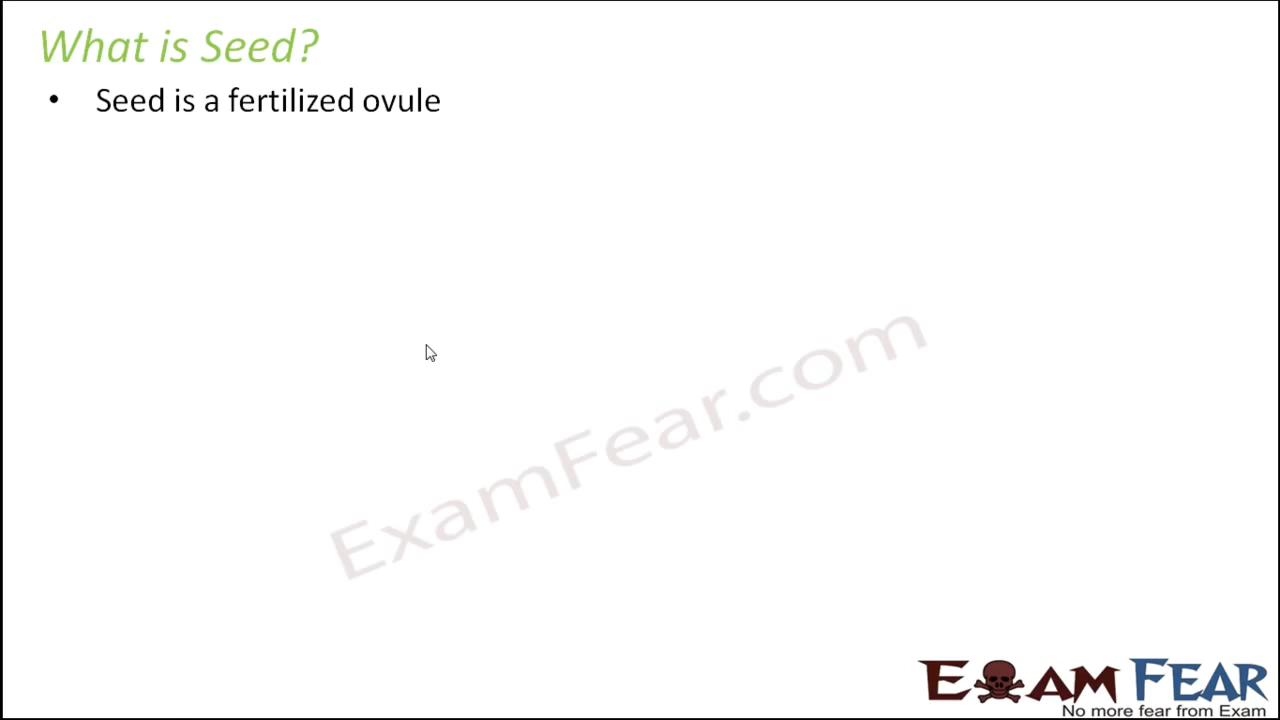 What is Seed?
• Seed is a fertilized ovule
ExamFear.com
EXAM FEAR
No more fear from Exam